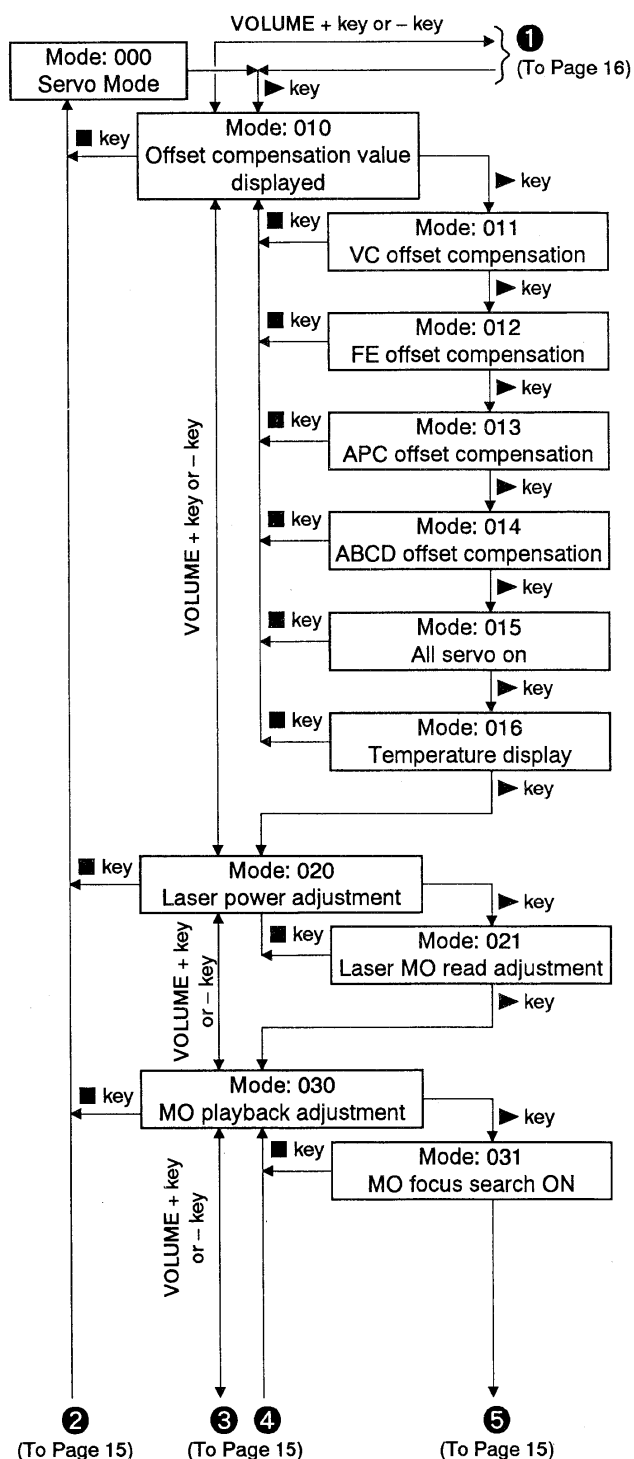 VOLUME + key or – key
❶
(To Page 16)
Mode: 000
Servo Mode
▶ key
Mode: 010
Offset compensation value
displayed
■ key
▶ key
Mode: 011
VC offset compensation
■ key
▶ key
Mode: 012
FE offset compensation
■ key
▶ key
Mode: 013
APC offset compensation
■ key
▶ key
Mode: 014
ABCD offset compensation
■ key
▶ key
VOLUME + key or – key
Mode: 015
All servo on
■ key
▶ key
Mode: 016
Temperature display
■ key
▶ key
Mode: 020
Laser power adjustment
■ key
▶ key
Mode: 021
Laser MO read adjustment
■ key
▶ key
VOLUME + key
or – key
Mode: 030
MO playback adjustment
■ key
▶ key
Mode: 031
MO focus search ON
■ key
VOLUME + key
or – key
❷ ❸ ❹ ❺
(To Page 15) (To Page 15) (To Page 15)